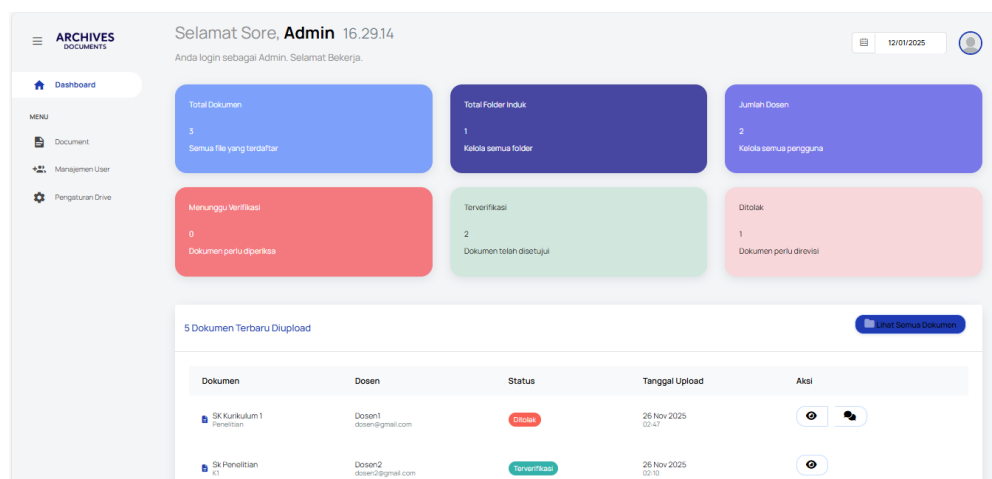 ARCHIVES
DOCUMENTS
Selamat Sore, Admin 16.29.14
Anda login sebagai Admin. Selamat Bekerja.
12/01/2025
Dashboard
MENU
Document
Manajemen User
Pengaturan Drive
Total Dokumen
3
Semua file yang terdaftar
Total Folder Induk
1
Kelola semua folder
Jumlah Dosen
2
Kelola semua pengguna
Menunggu Verifikasi
0
Dokumen perlu diperiksa
Terverifikasi
2
Dokumen telah disetujui
Ditolak
1
Dokumen perlu direvisi
5 Dokumen Terbaru Diupload
Lihat Semua Dokumen
Dokumen Dosen Status Tanggal Upload Aksi
SK Kurikulum 1 Dosen1 Ditolak 26 Nov 2025
Penelitian dosen@gmail.com 02:47
Sk Penelitian Dosen2 Terverifikasi 26 Nov 2025
K1 dosen2@gmail.com 02:10